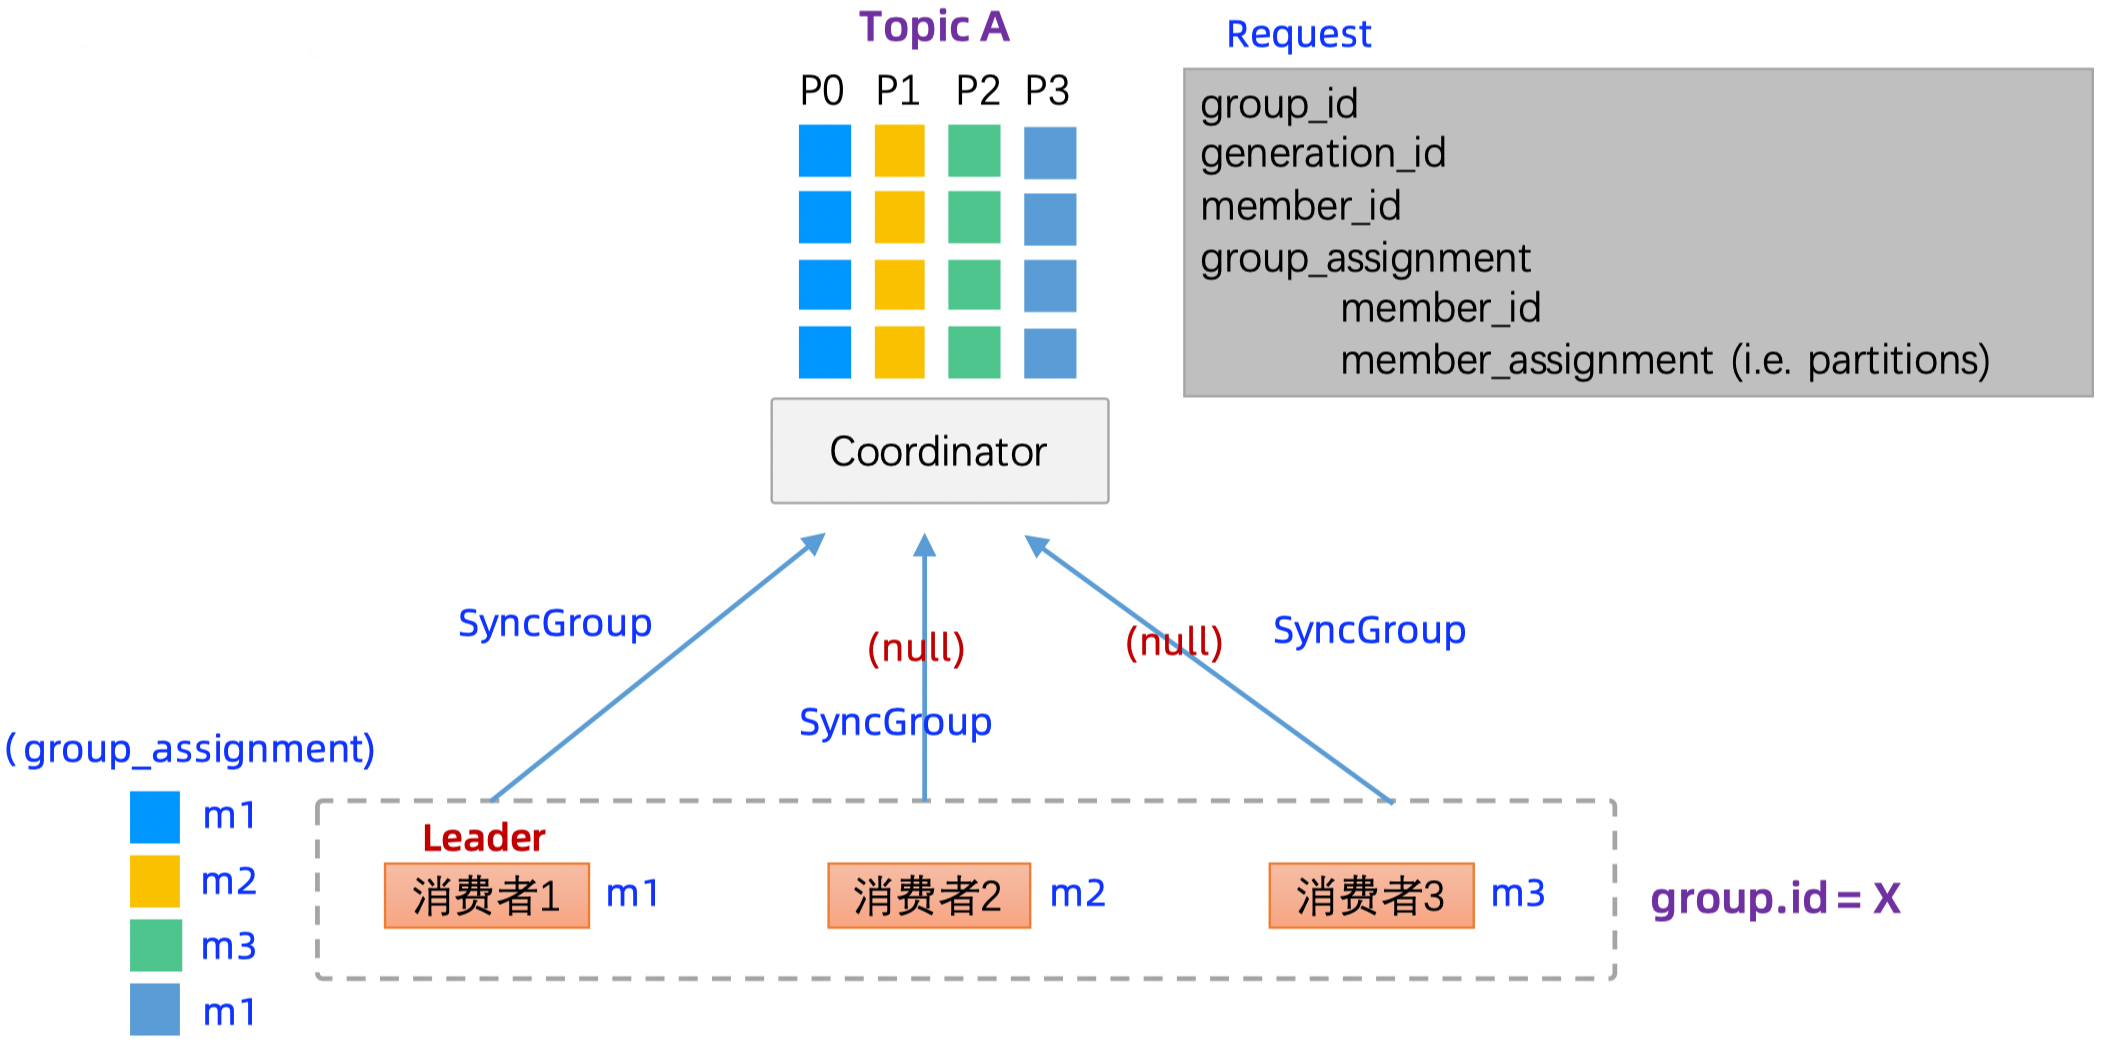 Topic A
P0 P1 P2 P3
Request
group_id
generation_id
member_id
group_assignment
member_id
member_assignment (i.e. partitions)
Coordinator
SyncGroup
(null)
SyncGroup
(null)
SyncGroup
(group_assignment)
m1
m2
m3
m1
Leader
消费者1 m1
消费者2 m2
消费者3 m3
group.id = X